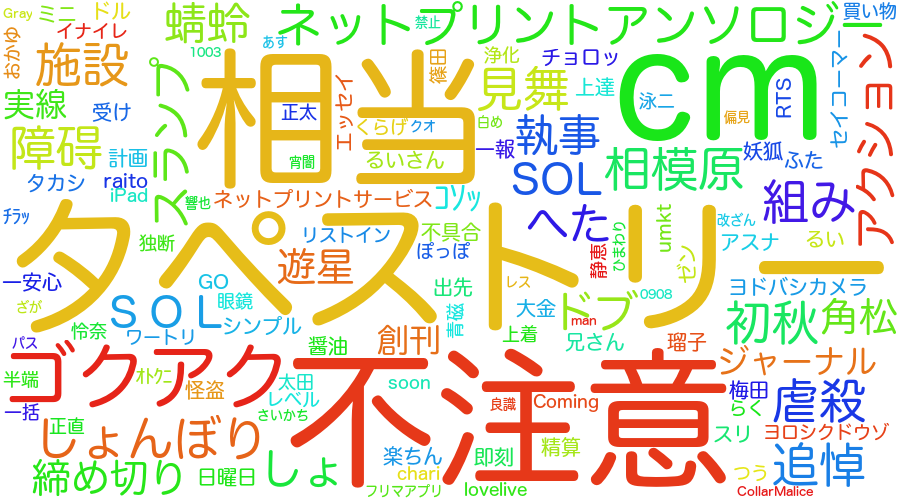 Gray
ミニ
ドル
蜻蛉
ネットプリントアンソロジー
禁止
買い物
おかゆ
イナイレ
1003
あす
施設
相当
篠田
浄化
チョロッ
cm
セイコーマー
アクション
実線
受け
スランプ
正太
エッセイ
見舞
上達
泳二
RTS
偏見
障碍
計画
くらげ
クオ
白め
執事
妖狐
ふた
タカシ
raito
iPad
宵闇
るいさん
一報
SOL
相模原
組み
ﾁﾗｯ
響也
ネットプリントサービス
コソッ
へた
タペストリー
独断
リストイン
不具合
静恵
ひまわり
umkt
改ざん
アスナ
るい
一安心
遊星
ぽっぽ
ゼン
ざが
GO
眼鏡
出先
レス
0908
ヨドバシカメラ
SOL
シンプル
青磁
大金
ドブ
man
初秋
角松
パス
怜奈
ワートリ
醤油
創刊
上着
兄さん
瑠子
ジャーナル
ゴクアク
半端
ｵﾄｸﾆ
怪盗
太田
soon
不注意
梅田
虐殺
一括
レベル
良識
Coming
らく
正直
さいかち
しょんぼり
スリ
ヨロシクドウゾ
締め切り
日曜日
しょ
楽ちん
即刻
精算
つう
追悼
chari
フリマアプリ
lovelive
CollarMalice